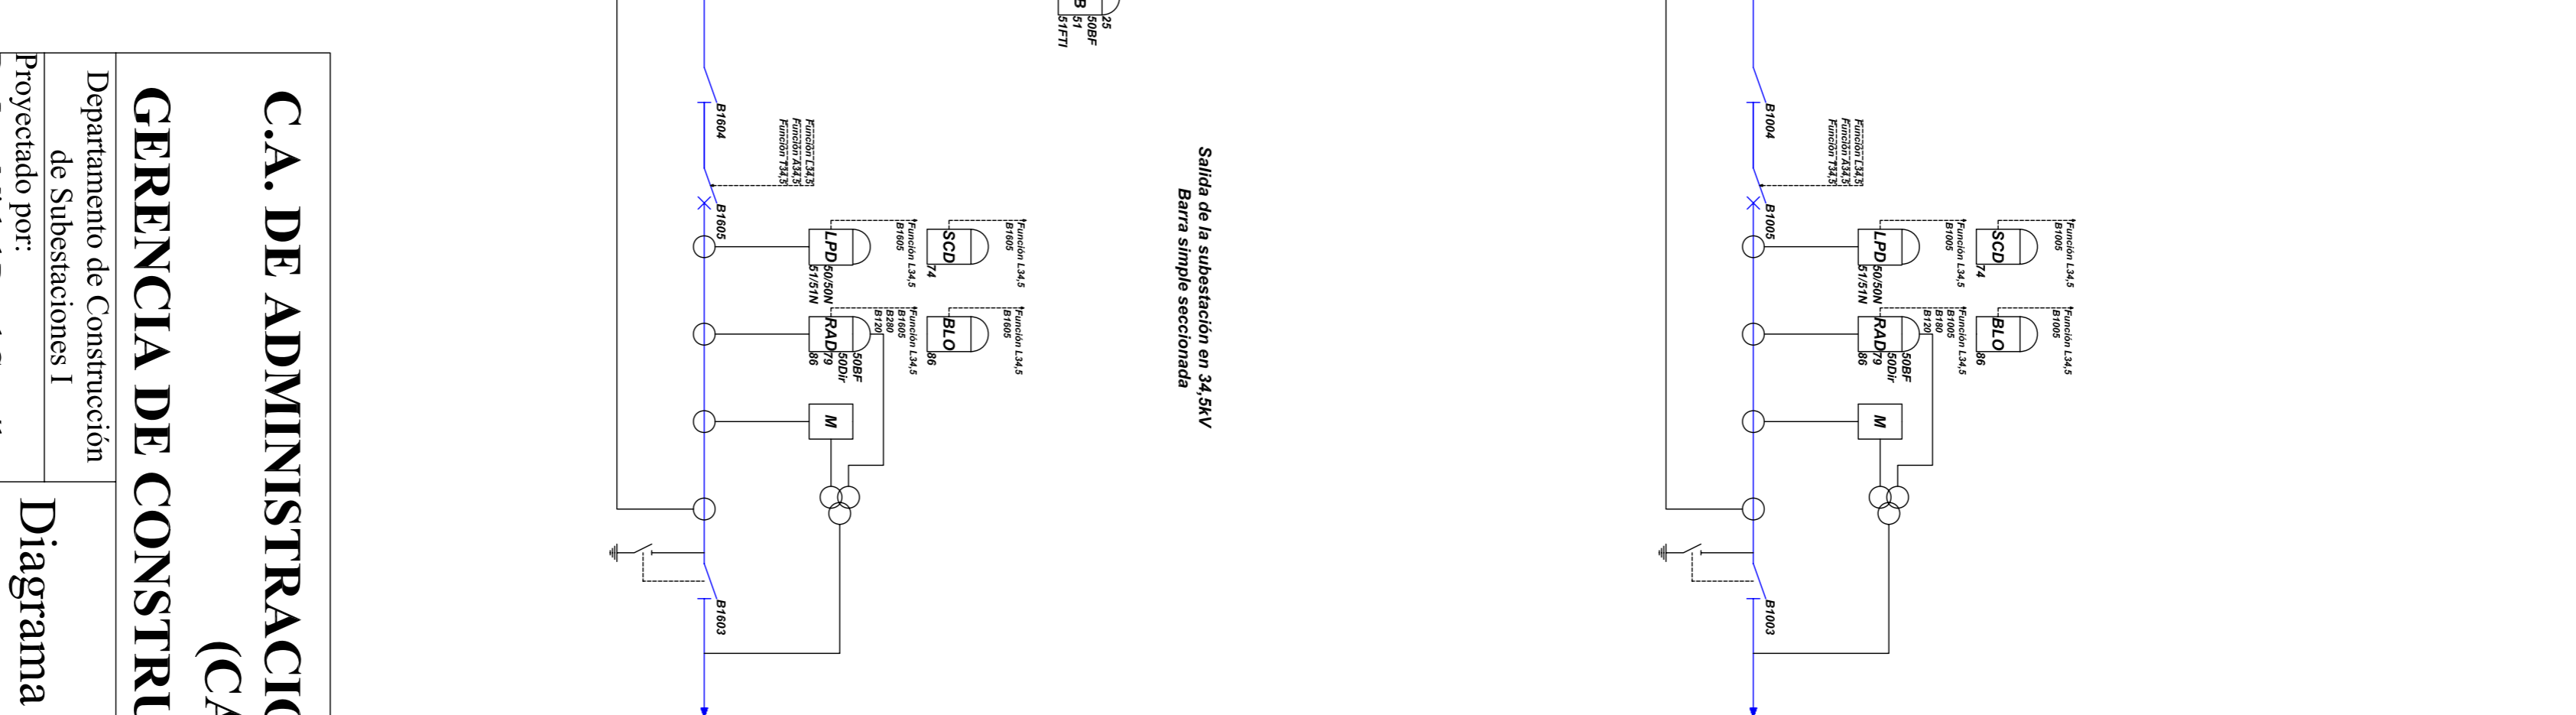 C.A. DE ADMINISTRACIO
(CA
GERENCIA DE CONSTRU
Departamento de Construcción
de Subestaciones I
Proyectado por:
Diagrama
25
50BF
51
51FTI
B
Salida de la subestación en 34,5kV
Barra simple seccionada
B1604
Función L34,5
Función A34,5
Función T34,5
B1605
Función L34,5
B1605
SCD
74
Función L34,5
B1605
LPD
50/50N
51/51N
Función L34,5
B1605
BLO
86
Función L34,5
B1605
B280
B120
RAD
50BF
50Dir
79
86
M
B1603
B1004
Función L34,5
Función A34,5
Función T34,5
B1005
Función L34,5
B1005
SCD
74
Función L34,5
B1005
LPD
50/50N
51/51N
Función L34,5
B1005
BLO
86
Función L34,5
B1005
B180
B120
RAD
50BF
50Dir
79
86
M
B1003